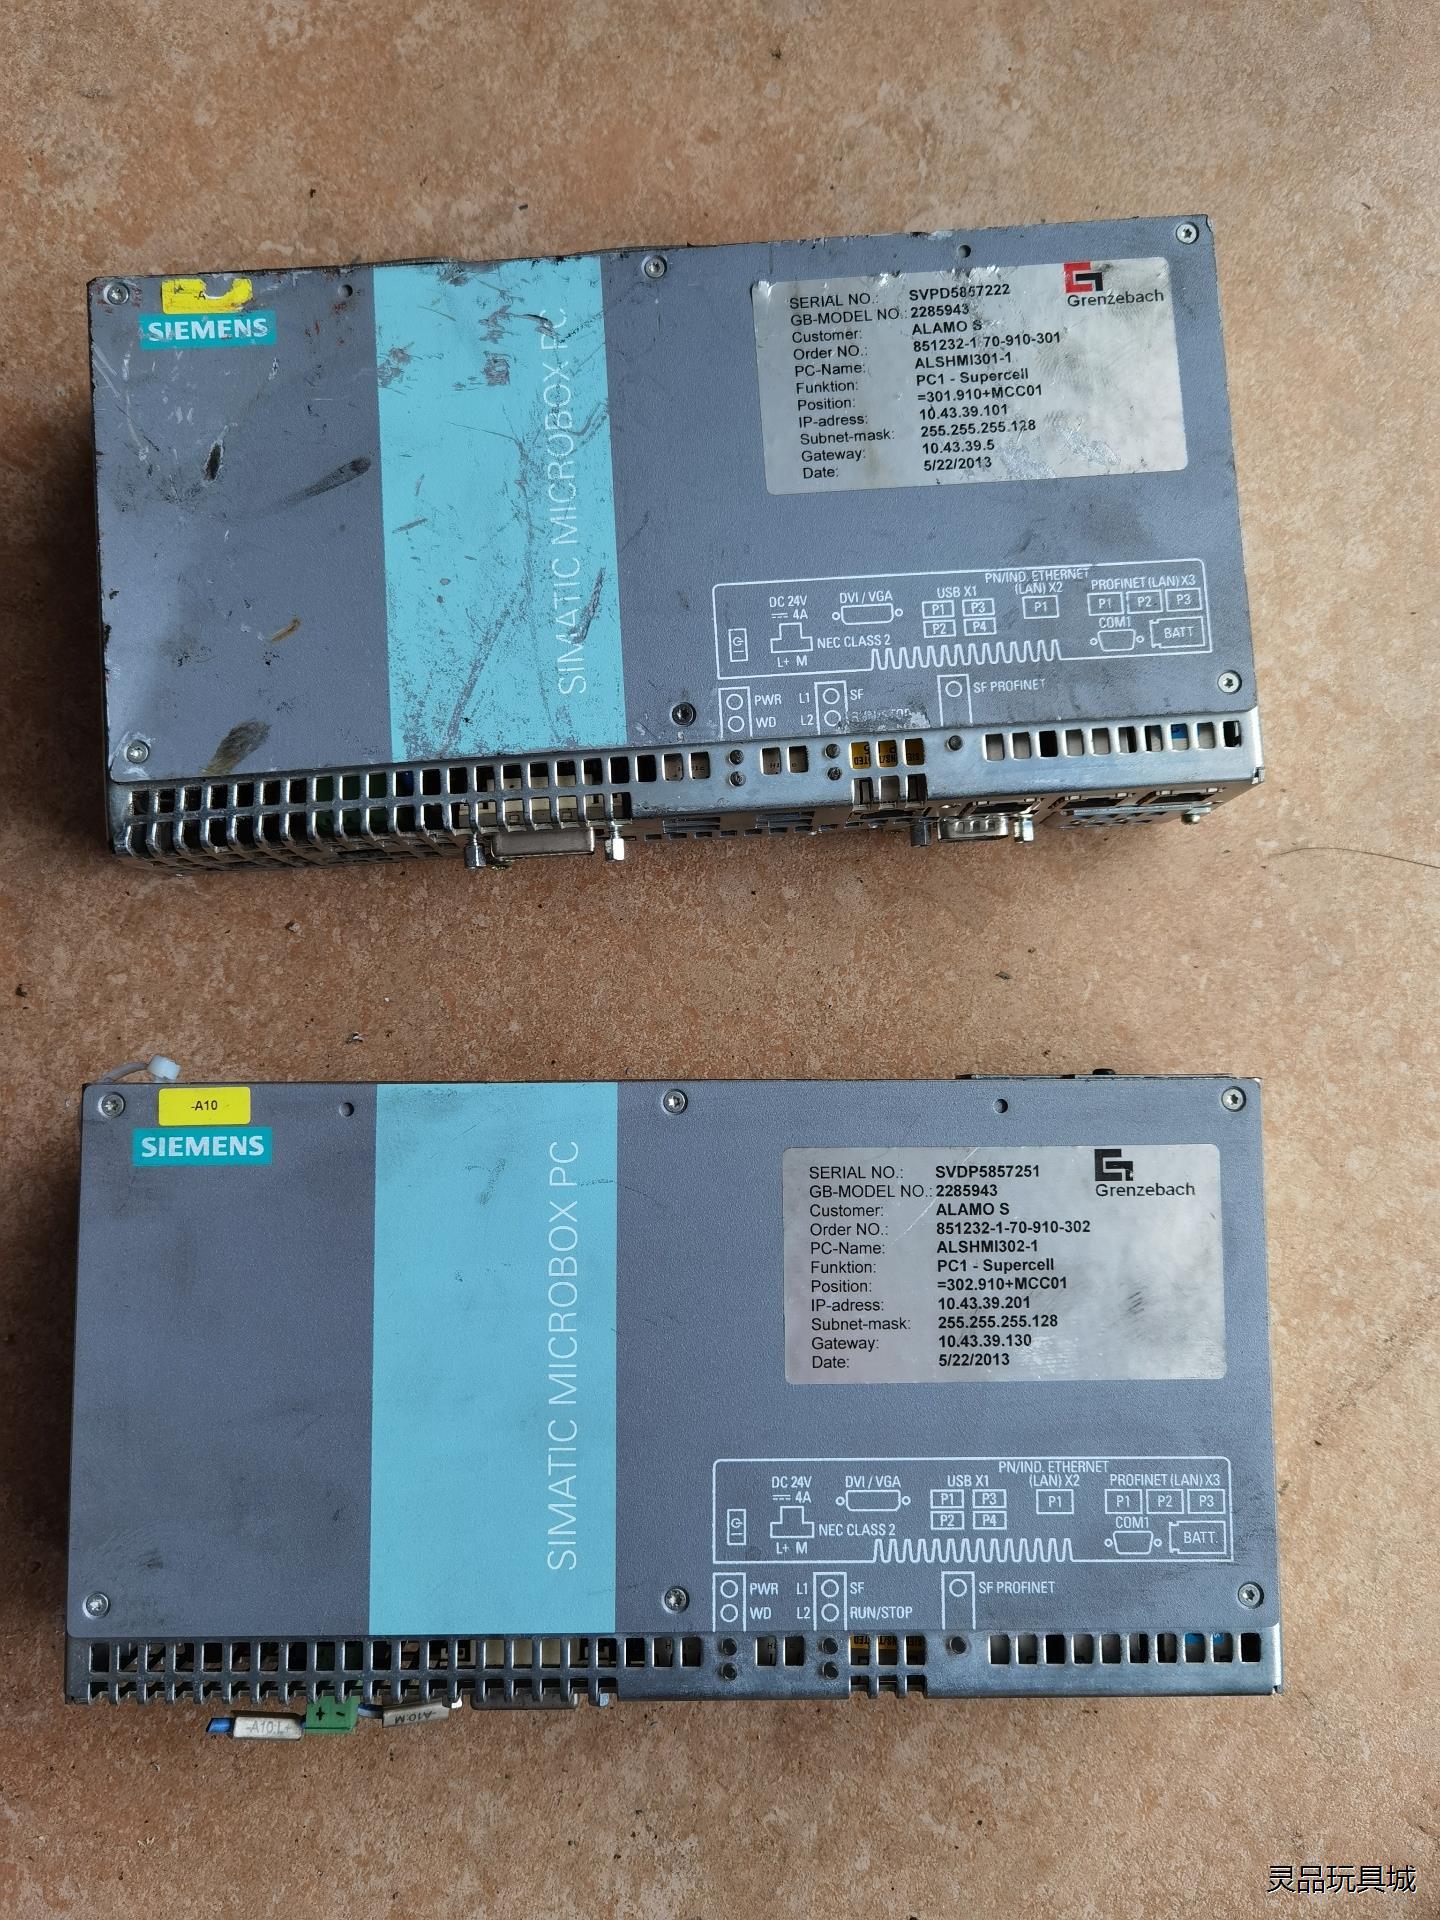 SIEMENS
SIMATIC MICROBOX PC
Grenzebach
SERIAL NO.: SVPD5857222
GB-MODEL NO.: 2285943
Customer: ALAMO S
Order NO.: 851232-1-70-910-301
PC-Name: ALSHMI301-1
Funktion: PC1 - Supercell
Position: =301.910+MCC01
IP-adress: 10.43.39.101
Subnet-mask: 255.255.255.128
Gateway: 10.43.39.5
Date: 5/22/2013
PN/IND. ETHERNET
DC 24V DVI / VGA USB X1 (LAN) X2 PROFINET (LAN) X3
4A P1 P3 P1 P1 P2 P3
NEC CLASS 2 P2 P4 COM1 BATT.
L+ M
PWR L1 SF SF PROFINET
WD L2
-A10
SIEMENS
SIMATIC MICROBOX PC
Grenzebach
SERIAL NO.: SVDP5857251
GB-MODEL NO.: 2285943
Customer: ALAMO S
Order NO.: 851232-1-70-910-302
PC-Name: ALSHMI302-1
Funktion: PC1 - Supercell
Position: =302.910+MCC01
IP-adress: 10.43.39.201
Subnet-mask: 255.255.255.128
Gateway: 10.43.39.130
Date: 5/22/2013
PN/IND. ETHERNET
DC 24V DVI / VGA USB X1 (LAN) X2 PROFINET (LAN) X3
4A P1 P3 P1 P1 P2 P3
NEC CLASS 2 P2 P4 COM1 BATT.
L+ M
PWR L1 SF SF PROFINET
WD L2 RUN/STOP
-A10.L+ + - -A10.M
灵品玩具城